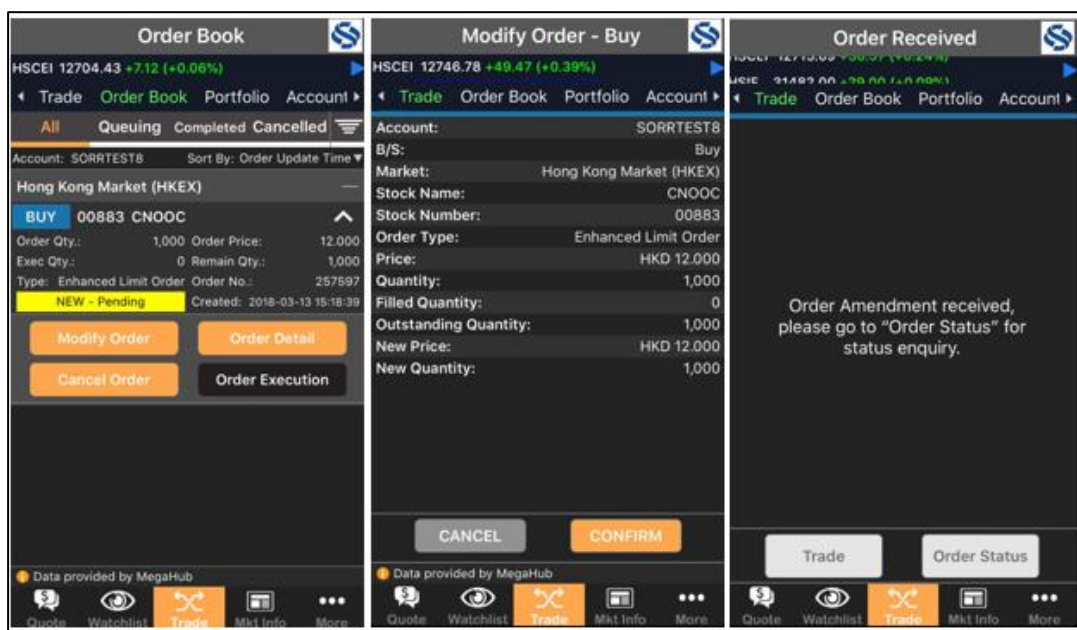 Order Book
HSCEI 12704.43 +7.12 (+0.06%)
Trade Order Book Portfolio Account
All Queuing Completed Cancelled
Account: SORRTEST8 Sort By: Order Update Time
Hong Kong Market (HKEX)
BUY 00883 CNOOC
Order Qty.: 1,000 Order Price: 12.000
Exec Qty.: 0 Remain Qty.: 1,000
Type: Enhanced Limit Order Order No.: 257597
NEW - Pending Created: 2018-03-13 15:18:39
Modify Order Order Detail
Cancel Order Order Execution
Data provided by MegaHub
Quote Watchlist Trade Mkt Info More
Modify Order - Buy
HSCEI 12746.78 +49.47 (+0.39%)
Trade Order Book Portfolio Account
Account: SORRTEST8
B/S: Buy
Market: Hong Kong Market (HKEX)
Stock Name: CNOOC
Stock Number: 00883
Order Type: Enhanced Limit Order
Price: HKD 12.000
Quantity: 1,000
Filled Quantity: 0
Outstanding Quantity: 1,000
New Price: HKD 12.000
New Quantity: 1,000
CANCEL CONFIRM
Data provided by MegaHub
Quote Watchlist Trade Mkt Info More
Order Received
Trade Order Book Portfolio Account
Order Amendment received,
please go to "Order Status" for
status enquiry.
Trade Order Status
Quote Watchlist Trade Mkt Info More